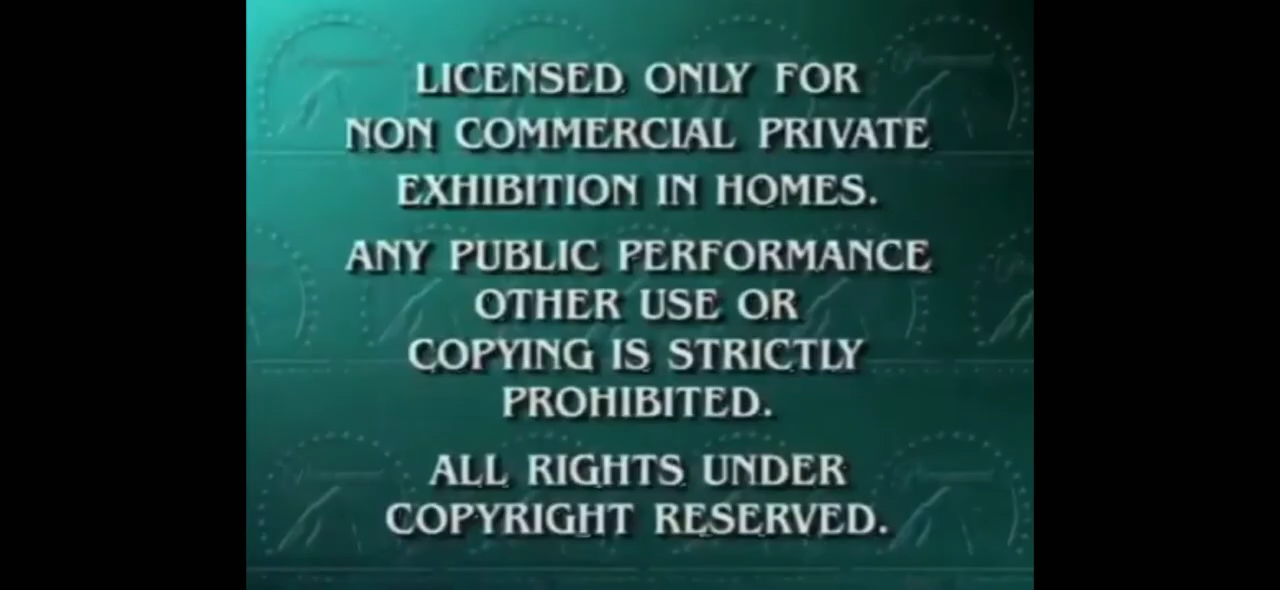 LICENSED ONLY FOR
NON COMMERCIAL PRIVATE
EXHIBITION IN HOMES.
ANY PUBLIC PERFORMANCE
OTHER USE OR
COPYING IS STRICTLY
PROHIBITED.
ALL RIGHTS UNDER
COPYRIGHT RESERVED.